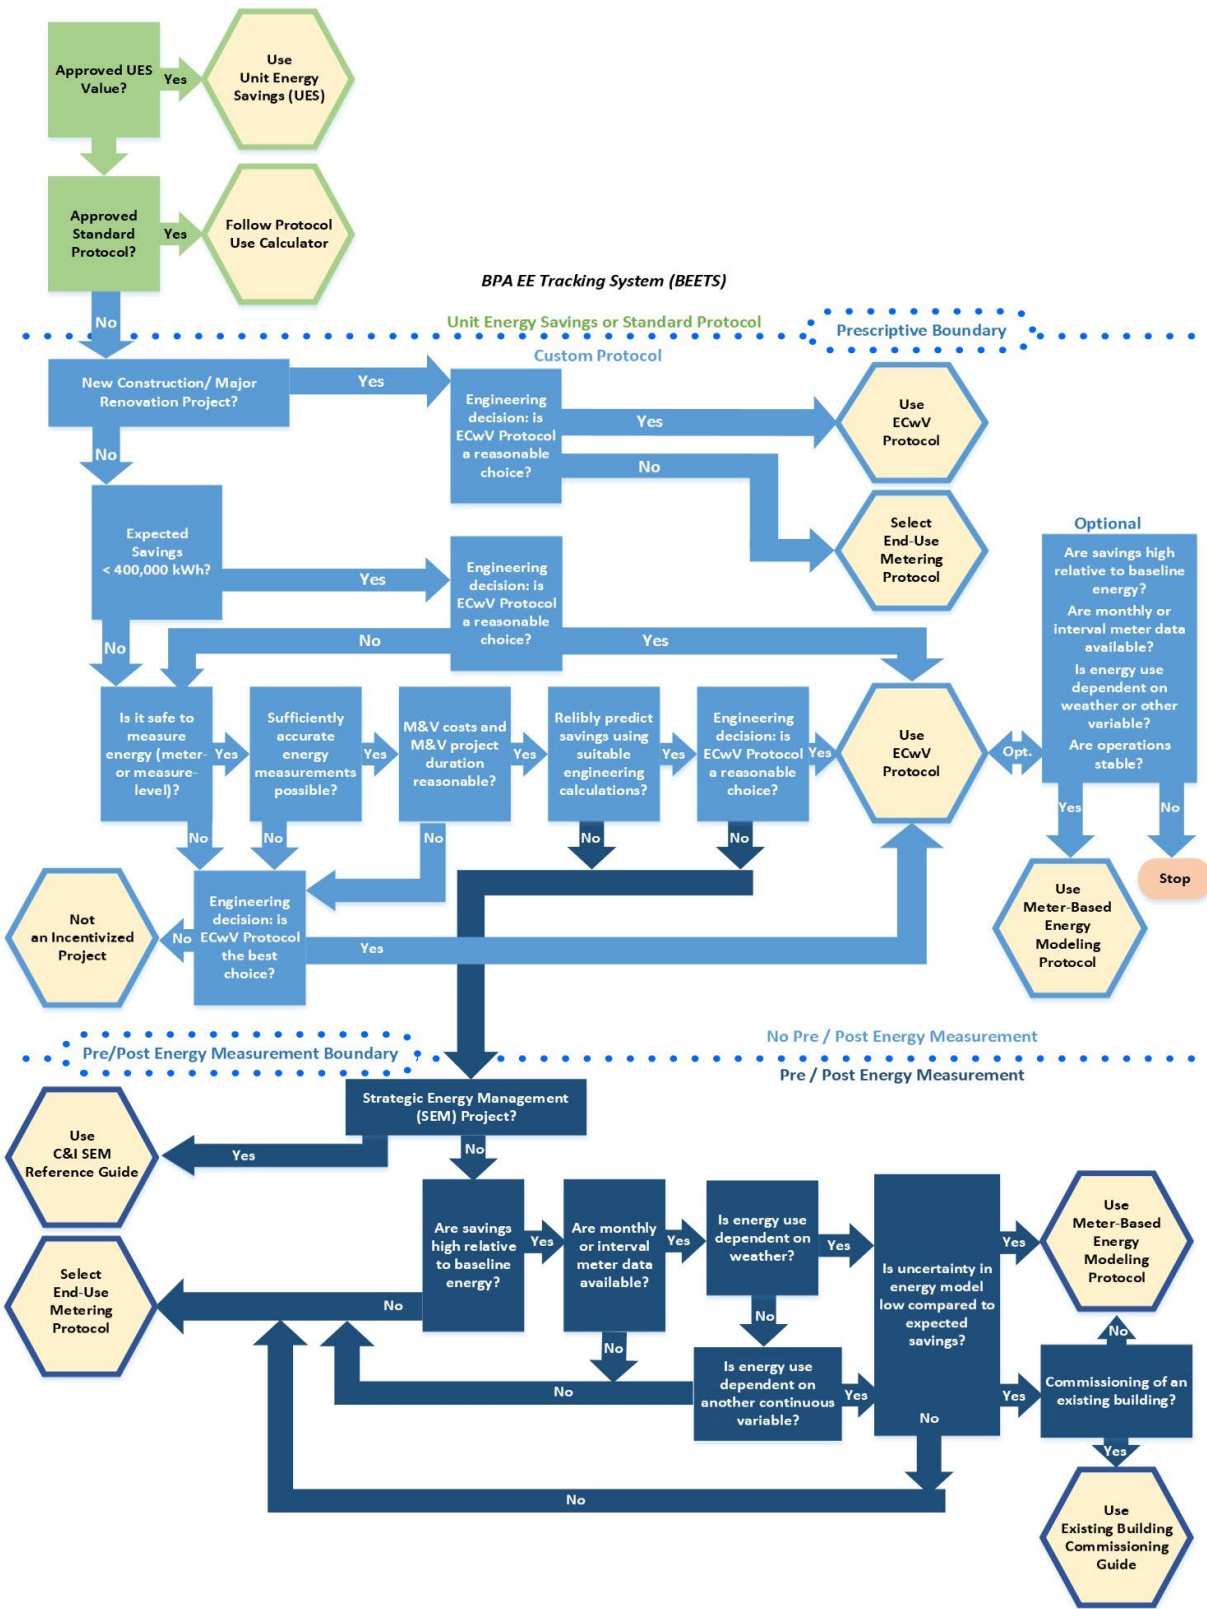 Approved UES
Value?
Yes
Use
Unit Energy
Savings (UES)
Approved
Standard
Protocol?
Yes
Follow Protocol
Use Calculator
No
BPA EE Tracking System (BEETS)
Unit Energy Savings or Standard Protocol
Prescriptive Boundary
Custom Protocol
New Construction/ Major
Renovation Project?
Yes
Engineering
decision: is
ECwV Protocol
a reasonable
choice?
Yes
Use
ECwV
Protocol
No
Select
End-Use
Metering
Protocol
No
Expected
Savings
< 400,000 kWh?
Yes
Engineering
decision: is
ECwV Protocol
a reasonable
choice?
No
Yes
No
Optional
Are savings high
relative to baseline
energy?
Are monthly or
interval meter data
available?
Is energy use
dependent on
weather or other
variable?
Are operations
stable?
Is it safe to
measure
energy (meter-
or measure-
level)?
Yes
Sufficiently
accurate
energy
measurements
possible?
Yes
M&V costs and
M&V project
duration
reasonable?
Yes
Relibly predict
savings using
suitable
engineering
calculations?
Yes
Engineering
decision: is
ECwV Protocol
a reasonable
choice?
Yes
Use
ECwV
Protocol
Opt.
Yes
No
No
No
No
No
No
Use
Meter-Based
Energy
Modeling
Protocol
Stop
Not
an Incentivized
Project
No
Engineering
decision: is
ECwV Protocol
the best
choice?
Yes
No Pre / Post Energy Measurement
Pre/Post Energy Measurement Boundary
Pre / Post Energy Measurement
Strategic Energy Management
(SEM) Project?
Yes
Use
C&I SEM
Reference Guide
No
Are savings
high relative
to baseline
energy?
Yes
Are monthly
or interval
meter data
available?
Yes
Is energy use
dependent on
weather?
Yes
Is uncertainty in
energy model
low compared to
expected
savings?
Yes
Use
Meter-Based
Energy
Modeling
Protocol
Select
End-Use
Metering
Protocol
No
No
No
No
No
Is energy use
dependent on
another continuous
variable?
Yes
No
Yes
Commissioning of an
existing building?
Yes
No
Use
Existing Building
Commissioning
Guide